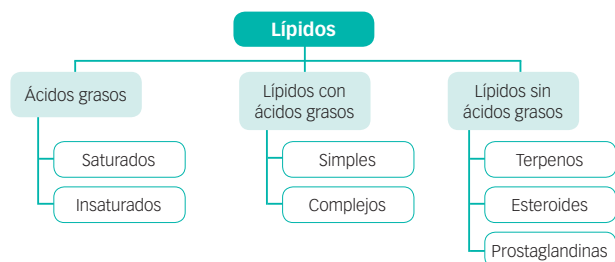 Lípidos
Ácidos grasos
Saturados
Insaturados
Lípidos con
ácidos grasos
Simples
Complejos
Lípidos sin
ácidos grasos
Terpenos
Esteroides
Prostaglandinas